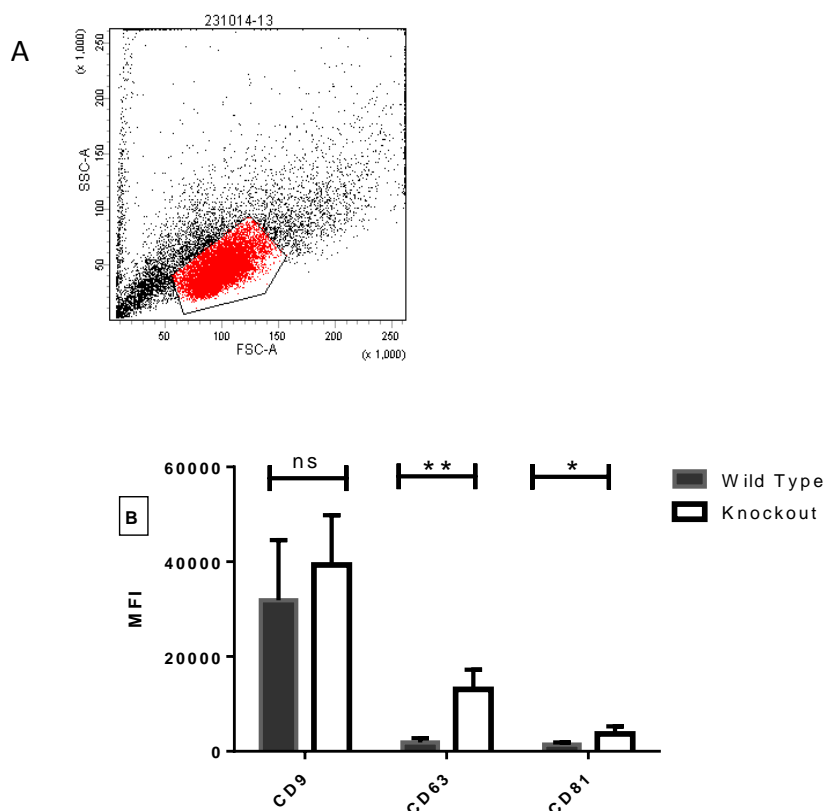 A
231014-13
(x 1,000)
250
200
150
100
50
SSC-A
50 100 150 200 250
FSC-A
(x 1,000)
B
ns
**
*
Wild Type
Knockout
60000
40000
20000
0
MFI
CD9
CD63
CD81